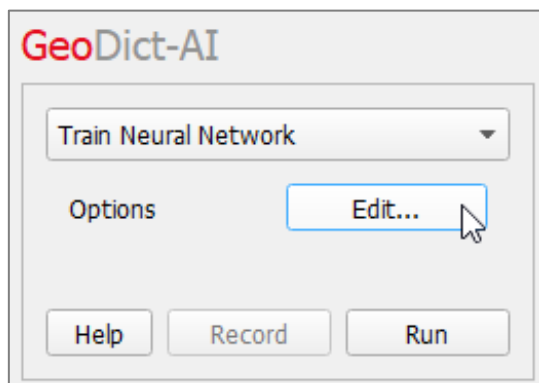 GeoDict-AI
Train Neural Network
Options Edit...
Help Record Run